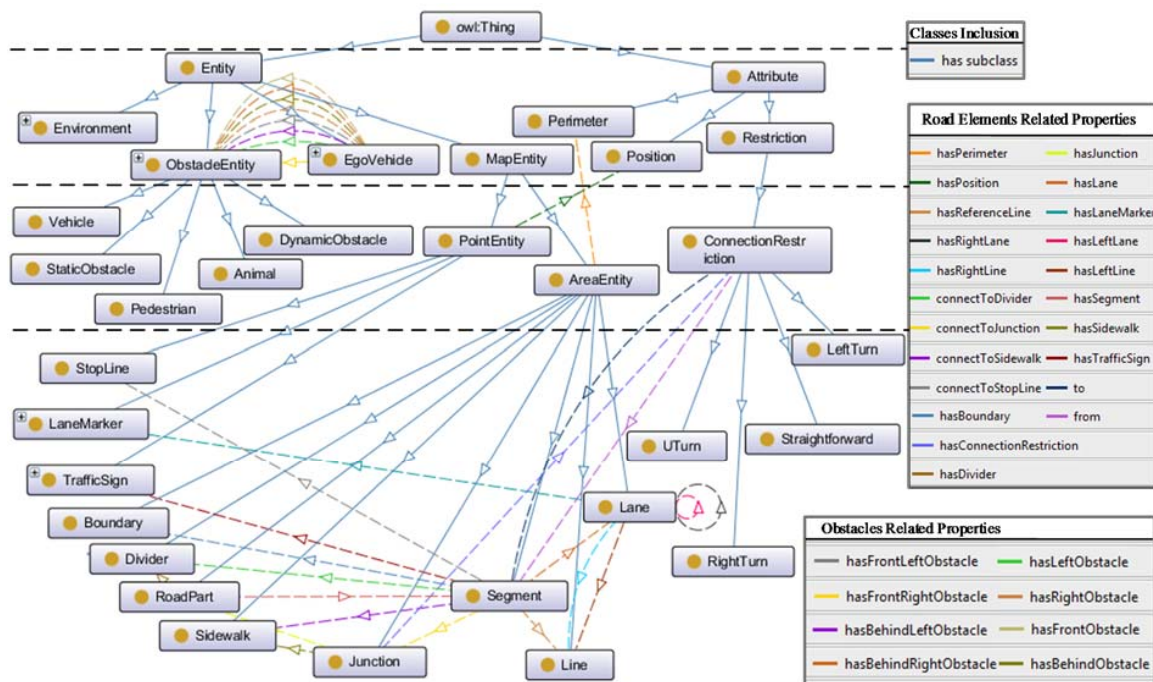 owl:Thing
Classes Inclusion
has subclass
Entity
Attribute
Environment
Perimeter
Restriction
ObstacleEntity
EgoVehicle
MapEntity
Position
Road Elements Related Properties
hasPerimeter
hasJunction
hasPosition
hasLane
hasReferenceLine
hasLaneMarker
hasRightLane
hasLeftLane
hasRightLine
hasLeftLine
connectToDivider
hasSegment
connectToJunction
hasSidewalk
connectToSidewalk
hasTrafficSign
connectToStopLine
to
hasBoundary
from
hasConnectionRestriction
hasDivider
Vehicle
DynamicObstacle
PointEntity
ConnectionRestr
iction
StaticObstacle
Animal
AreaEntity
Pedestrian
StopLine
LeftTurn
LaneMarker
UTurn
Straightforward
TrafficSign
Lane
Boundary
Divider
RightTurn
RoadPart
Segment
Sidewalk
Junction
Line
Obstacles Related Properties
hasFrontLeftObstacle
hasLeftObstacle
hasFrontRightObstacle
hasRightObstacle
hasBehindLeftObstacle
hasFrontObstacle
hasBehindRightObstacle
hasBehindObstacle